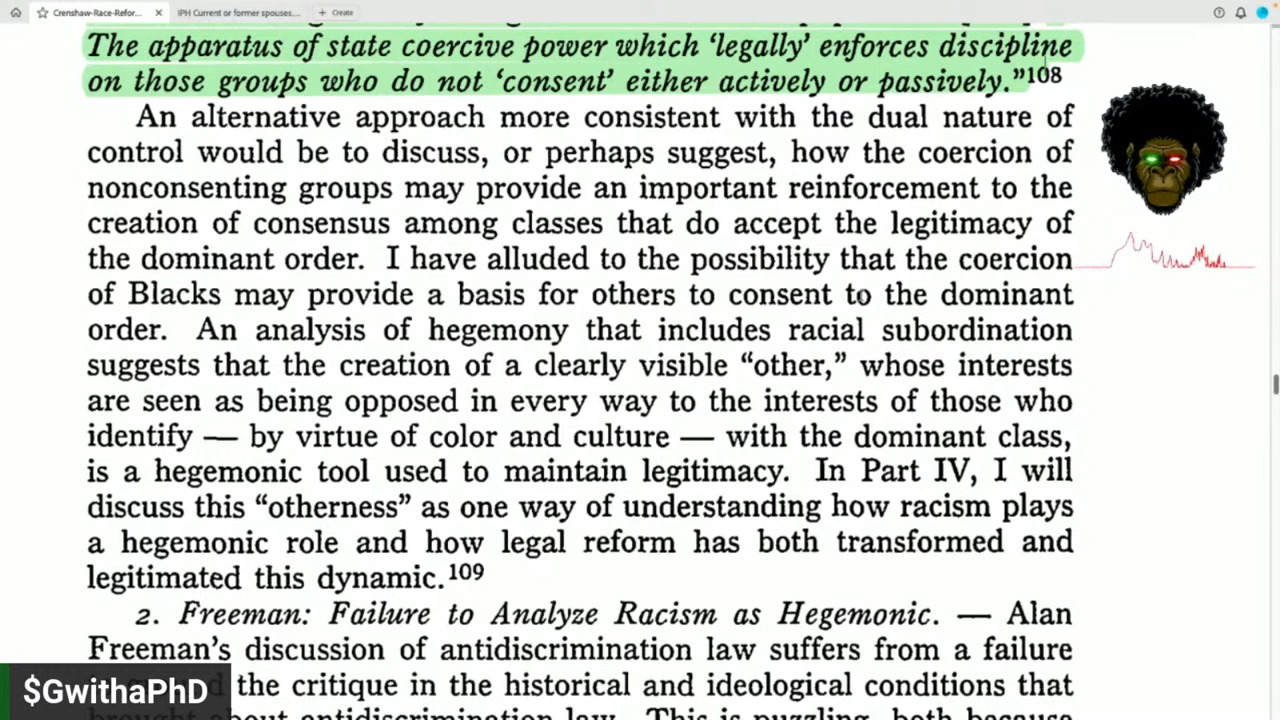 Crenshaw-Race-Refor...
IPH Current or former spouses....
+ Create
The apparatus of state coercive power which ‘legally’ enforces discipline
on those groups who do not ‘consent’ either actively or passively.”108
An alternative approach more consistent with the dual nature of
control would be to discuss, or perhaps suggest, how the coercion of
nonconsenting groups may provide an important reinforcement to the
creation of consensus among classes that do accept the legitimacy of
the dominant order. I have alluded to the possibility that the coercion
of Blacks may provide a basis for others to consent to the dominant
order. An analysis of hegemony that includes racial subordination
suggests that the creation of a clearly visible “other,” whose interests
are seen as being opposed in every way to the interests of those who
identify — by virtue of color and culture — with the dominant class,
is a hegemonic tool used to maintain legitimacy. In Part IV, I will
discuss this “otherness” as one way of understanding how racism plays
a hegemonic role and how legal reform has both transformed and
legitimated this dynamic.109
2. Freeman: Failure to Analyze Racism as Hegemonic. — Alan
Freeman’s discussion of antidiscrimination law suffers from a failure
the critique in the historical and ideological conditions that
about antidiscrimination law. This is puzzling, both because
$GwithaPhD